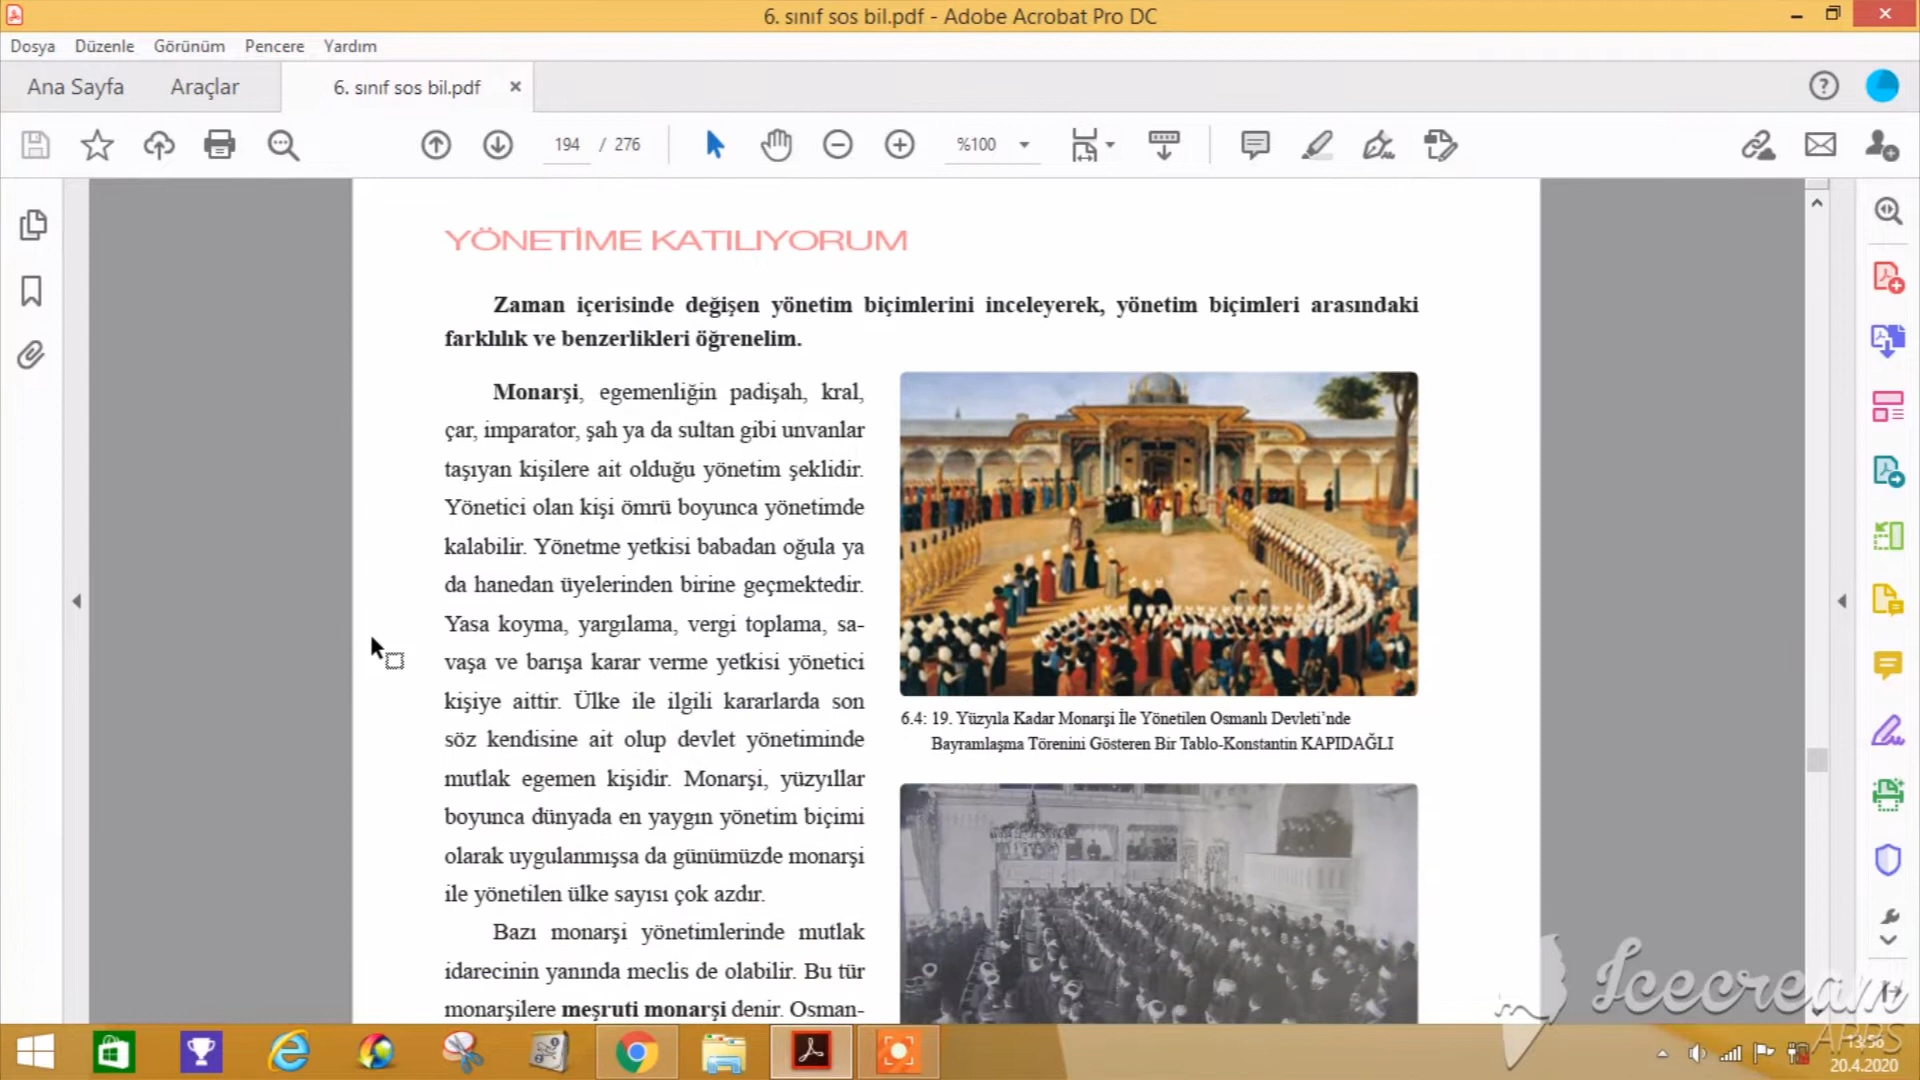 6. sınıf sos bil.pdf - Adobe Acrobat Pro DC
Dosya Düzenle Görünüm Pencere Yardım
Ana Sayfa Araçlar 6. sınıf sos bil.pdf
194 / 276 %100
YÖNETİME KATILIYORUM
Zaman içerisinde değişen yönetim biçimlerini inceleyerek, yönetim biçimleri arasındaki
farklılık ve benzerlikleri öğrenelim.
Monarşi, egemenliğin padişah, kral,
çar, imparator, şah ya da sultan gibi unvanlar
taşıyan kişilere ait olduğu yönetim şeklidir.
Yönetici olan kişi ömrü boyunca yönetimde
kalabilir. Yönetme yetkisi babadan oğula ya
da hanedan üyelerinden birine geçmektedir.
Yasa koyma, yargılama, vergi toplama, sa-
vaşa ve barışa karar verme yetkisi yönetici
kişiye aittir. Ülke ile ilgili kararlarda son
söz kendisine ait olup devlet yönetiminde
mutlak egemen kişidir. Monarşi, yüzyıllar
boyunca dünyada en yaygın yönetim biçimi
olarak uygulanmışsa da günümüzde monarşi
ile yönetilen ülke sayısı çok azdır.
Bazı monarşi yönetimlerinde mutlak
idarecinin yanında meclis de olabilir. Bu tür
monarşilere meşruti monarşi denir. Osman-
6.4: 19. Yüzyıla Kadar Monarşi İle Yönetilen Osmanlı Devleti’nde
Bayramlaşma Törenini Gösteren Bir Tablo-Konstantin KAPIDAĞLI
Icecream
APPS
13:56
20.4.2020